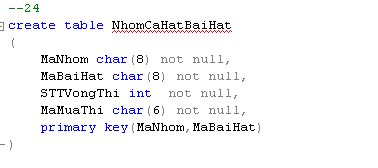 --24
create table NhomCaHatBaiHat
(
MaNhom char(8) not null,
MaBaiHat char(8) not null,
STTVongThi int  not null,
MaMuaThi char(6) not null,
primary key(MaNhom,MaBaiHat)
)